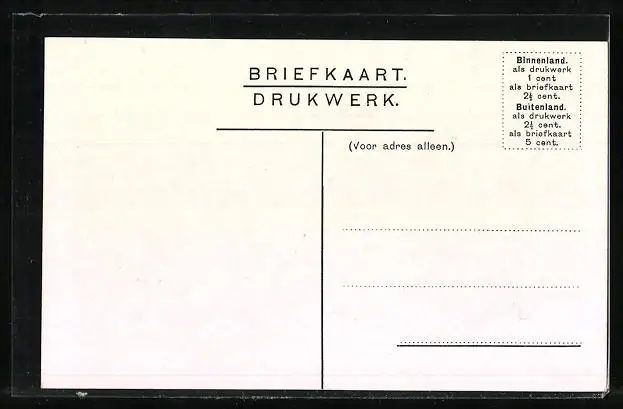 BRIEFKAART.
DRUKWERK.
(Voor adres alleen.)
Binnenland.
als drukwerk
1 cent
als briefkaart
2½ cent.
Buitenland.
als drukwerk
2½ cent.
als briefkaart
5 cent.